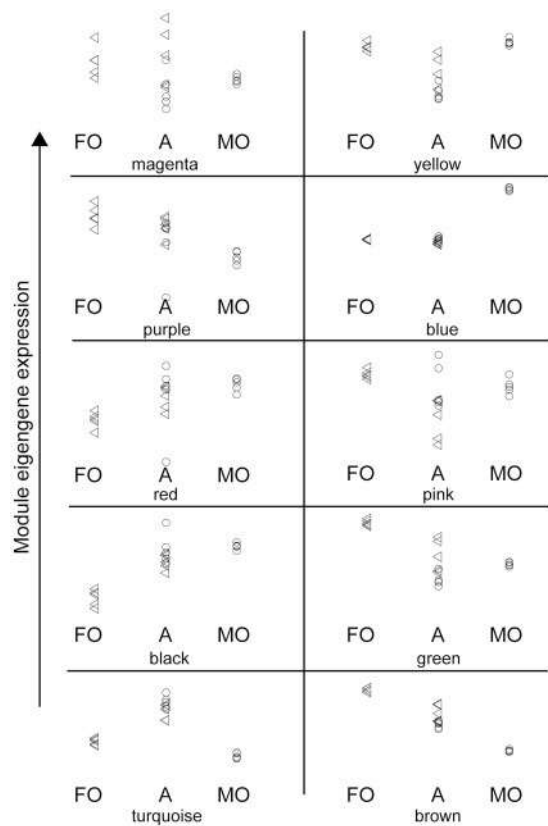 Module eigengene expression
FO A MO
magenta
FO A MO
yellow
FO A MO
purple
FO A MO
blue
FO A MO
red
FO A MO
pink
FO A MO
black
FO A MO
green
FO A MO
turquoise
FO A MO
brown